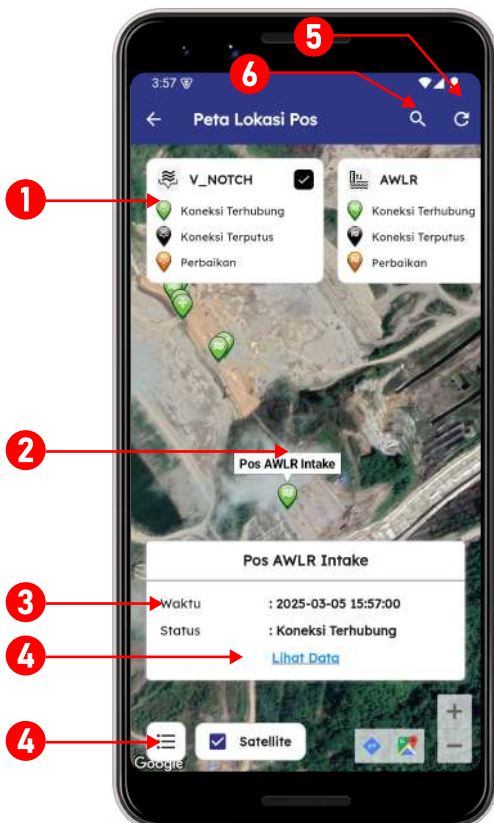 5
6
3:57
Peta Lokasi Pos
1
V_NOTCH
Koneksi Terhubung
Koneksi Terputus
Perbaikan
AWLR
Koneksi Terhubung
Koneksi Terputus
Perbaikan
2
Pos AWLR Intake
Pos AWLR Intake
3
Waktu : 2025-03-05 15:57:00
Status : Koneksi Terhubung
4
Lihat Data
4
Satellite
+
−
Google